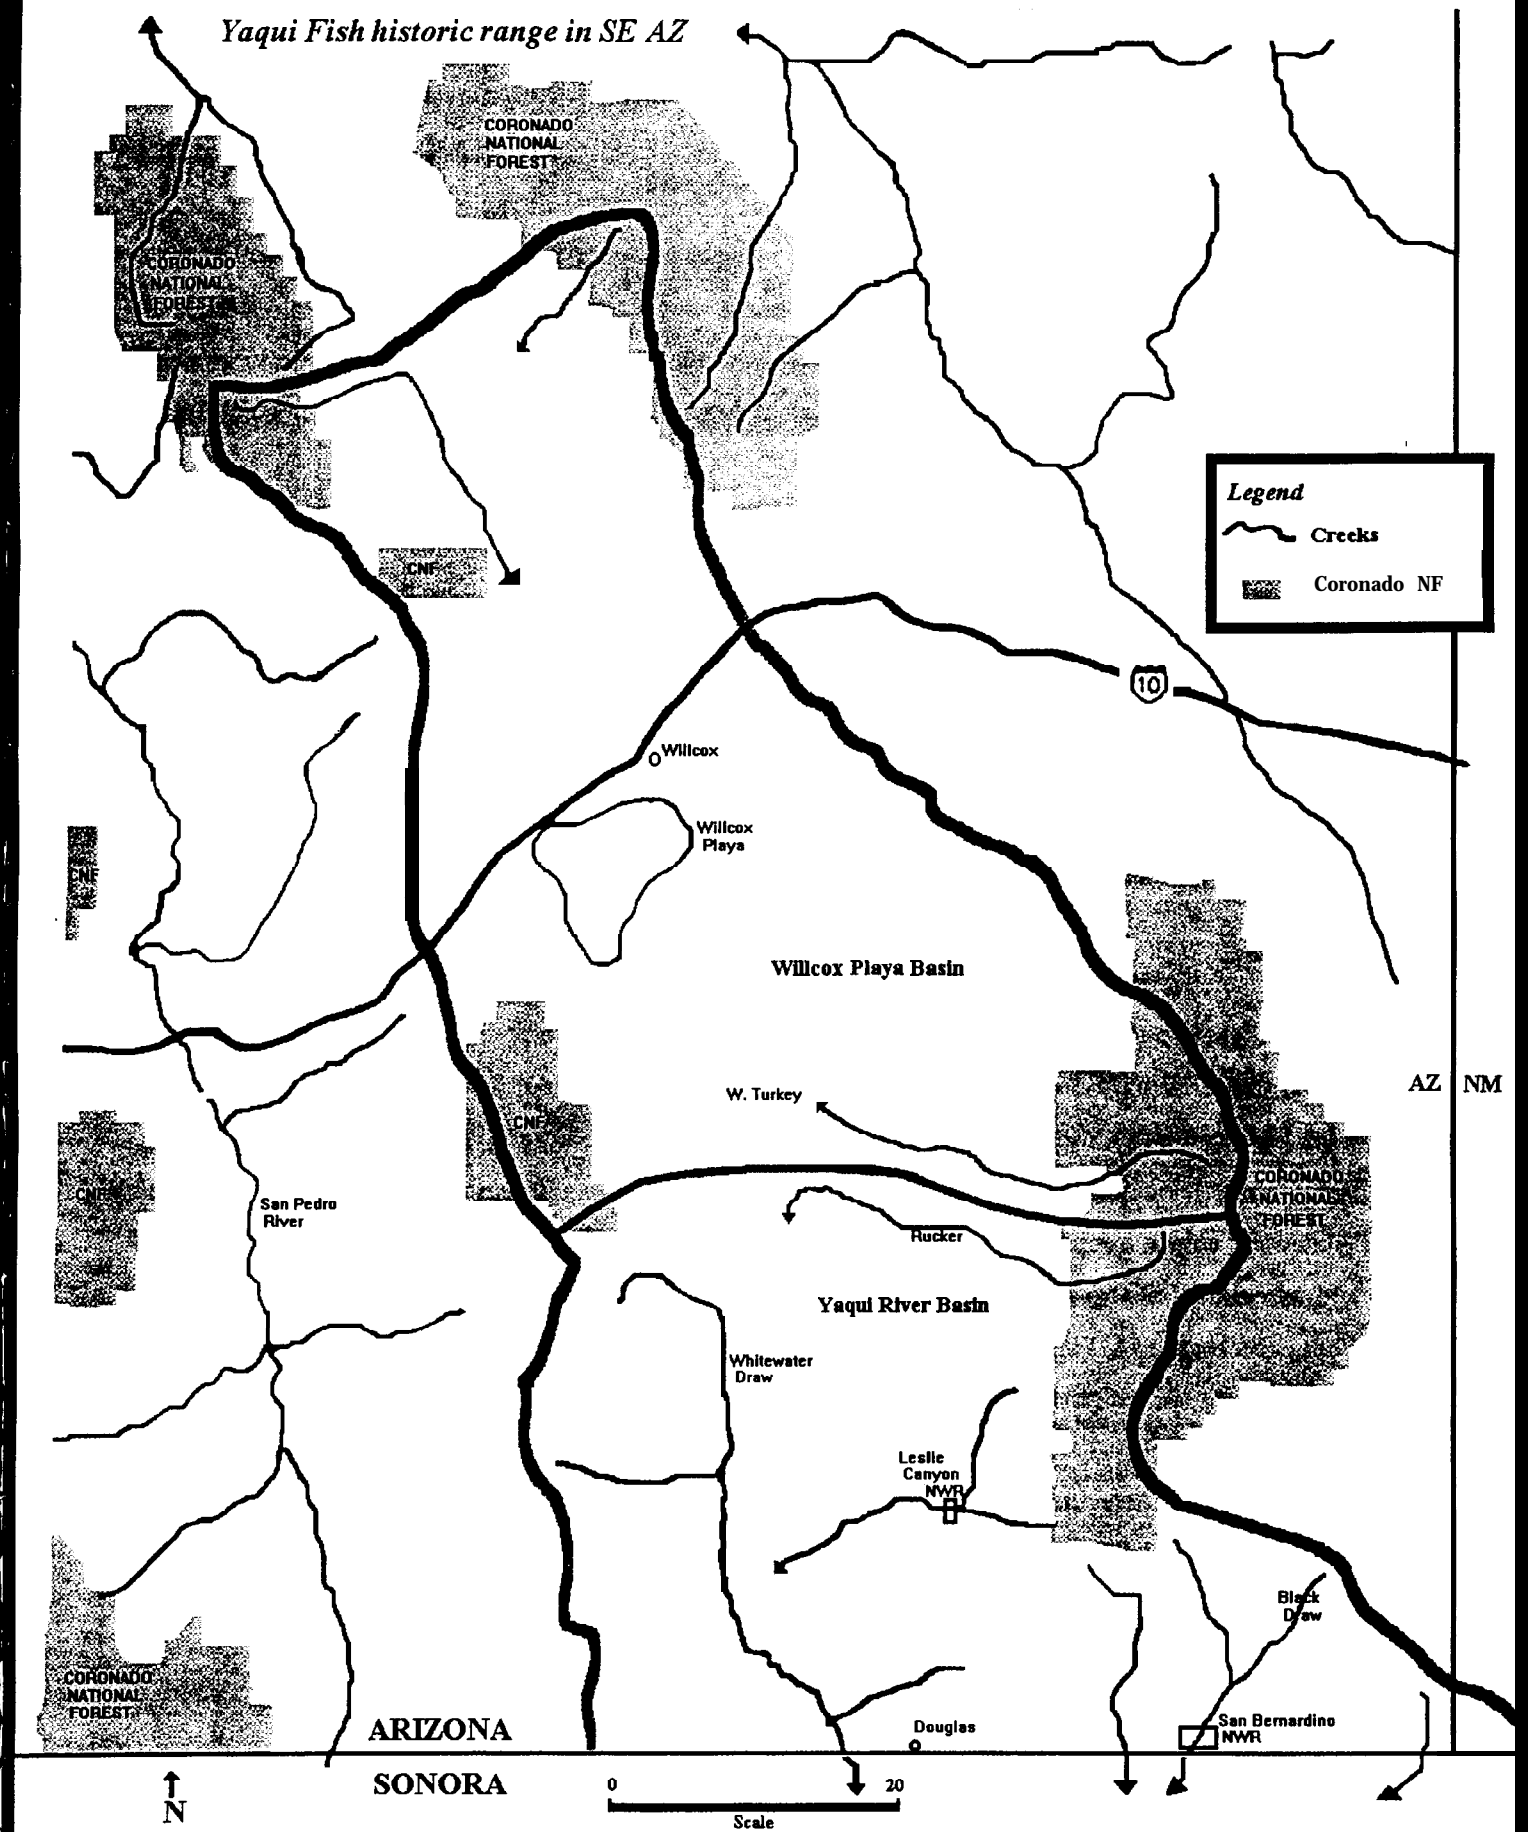 Yaqui Fish historic range in SE AZ
CORONADO
NATIONAL
FOREST
CORONADO
NATIONAL
FOREST
Legend
Creeks
Coronado NF
CNF
10
Willcox
Willcox
Playa
CNF
Willcox Playa Basin
AZ NM
W. Turkey
CNF
CNF
CORONADO
NATIONAL
FOREST
San Pedro
River
Rucker
Yaqui River Basin
Whitewater
Draw
Leslie
Canyon
NWR
Black
Draw
CORONADO
NATIONAL
FOREST
ARIZONA
Douglas
San Bernardino
NWR
SONORA
N
0 20
Scale